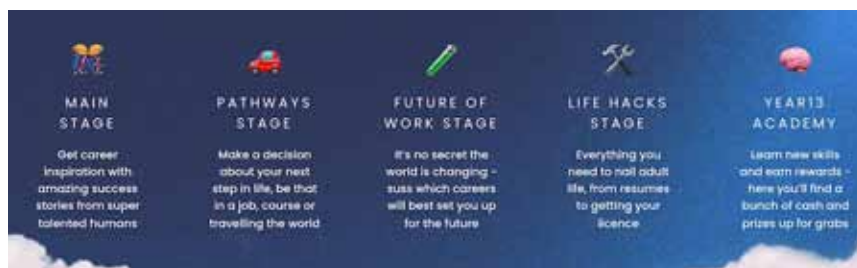 MAIN
STAGE
Get career
inspiration with
amazing success
stories from super
talented humans
PATHWAYS
STAGE
Make a decision
about your next
step in life, be that
in a job, course or
travelling the world
FUTURE OF
WORK STAGE
It's no secret the
world is changing -
suss which careers
will best set you up
for the future
LIFE HACKS
STAGE
Everything you
need to nail adult
life, from resumes
to getting your
licence
YEAR13
ACADEMY
Learn new skills
and earn rewards -
here you'll find a
bunch of cash and
prizes up for grabs